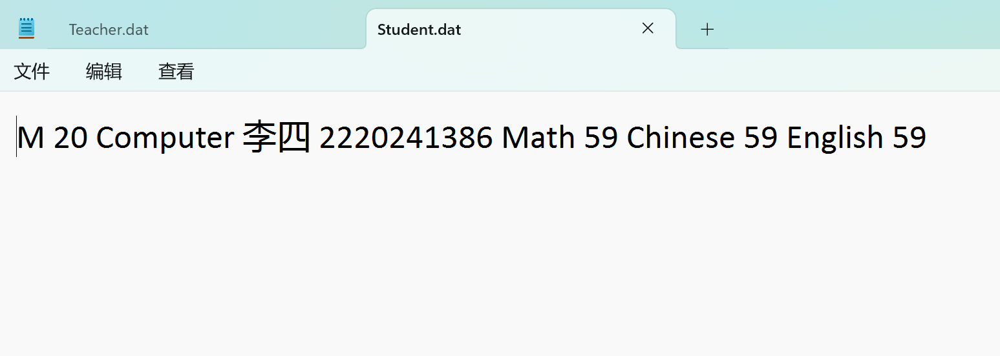 Teacher.dat Student.dat
文件 编辑 查看
M 20 Computer 李四 2220241386 Math 59 Chinese 59 English 59